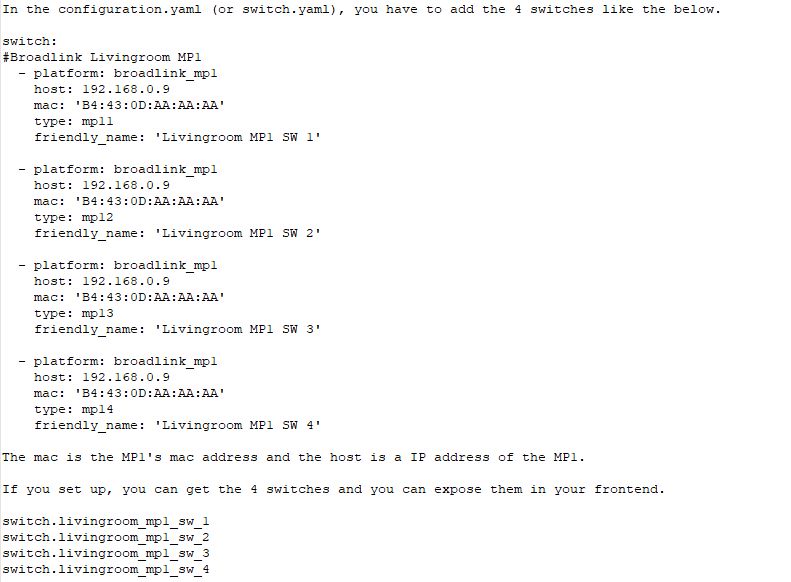 In the configuration.yaml (or switch.yaml), you have to add the 4 switches like the below.

switch:
#Broadlink Livingroom MP1
  - platform: broadlink_mp1
    host: 192.168.0.9
    mac: 'B4:43:0D:AA:AA:AA'
    type: mp11
    friendly_name: 'Livingroom MP1 SW 1'

  - platform: broadlink_mp1
    host: 192.168.0.9
    mac: 'B4:43:0D:AA:AA:AA'
    type: mp12
    friendly_name: 'Livingroom MP1 SW 2'

  - platform: broadlink_mp1
    host: 192.168.0.9
    mac: 'B4:43:0D:AA:AA:AA'
    type: mp13
    friendly_name: 'Livingroom MP1 SW 3'

  - platform: broadlink_mp1
    host: 192.168.0.9
    mac: 'B4:43:0D:AA:AA:AA'
    type: mp14
    friendly_name: 'Livingroom MP1 SW 4'

The mac is the MP1's mac address and the host is a IP address of the MP1.

If you set up, you can get the 4 switches and you can expose them in your frontend.

switch.livingroom_mp1_sw_1
switch.livingroom_mp1_sw_2
switch.livingroom_mp1_sw_3
switch.livingroom_mp1_sw_4